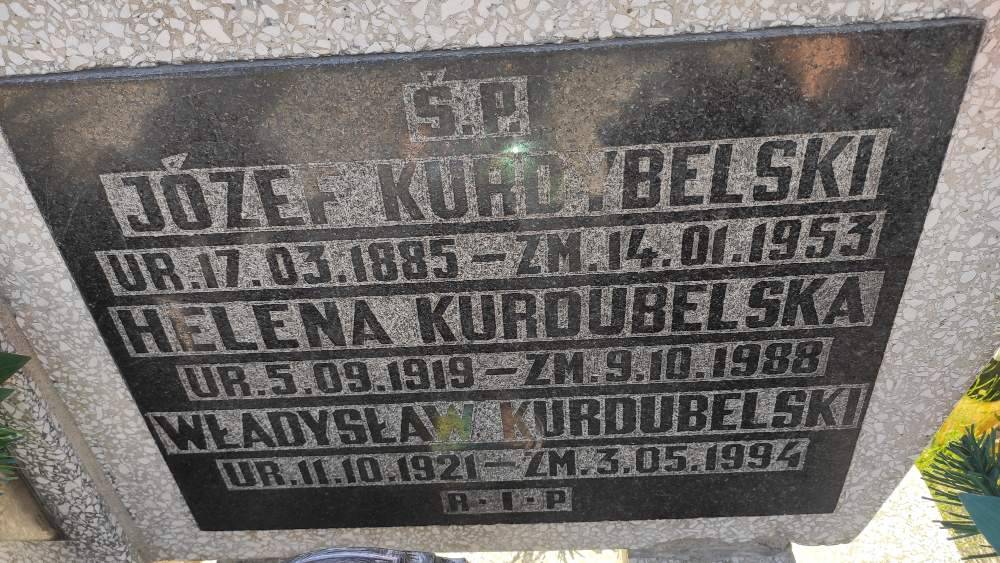 Ś.P.
JÓZEF KURDYBELSKI
UR.17.03.1885 – ZM.14.01.1953
HELENA KURDUBELSKA
UR.5.09.1919 – ZM.9.10.1988
WŁADYSŁAW KURDUBELSKI
UR.11.10.1921 – ZM.3.05.1994
R·I·P